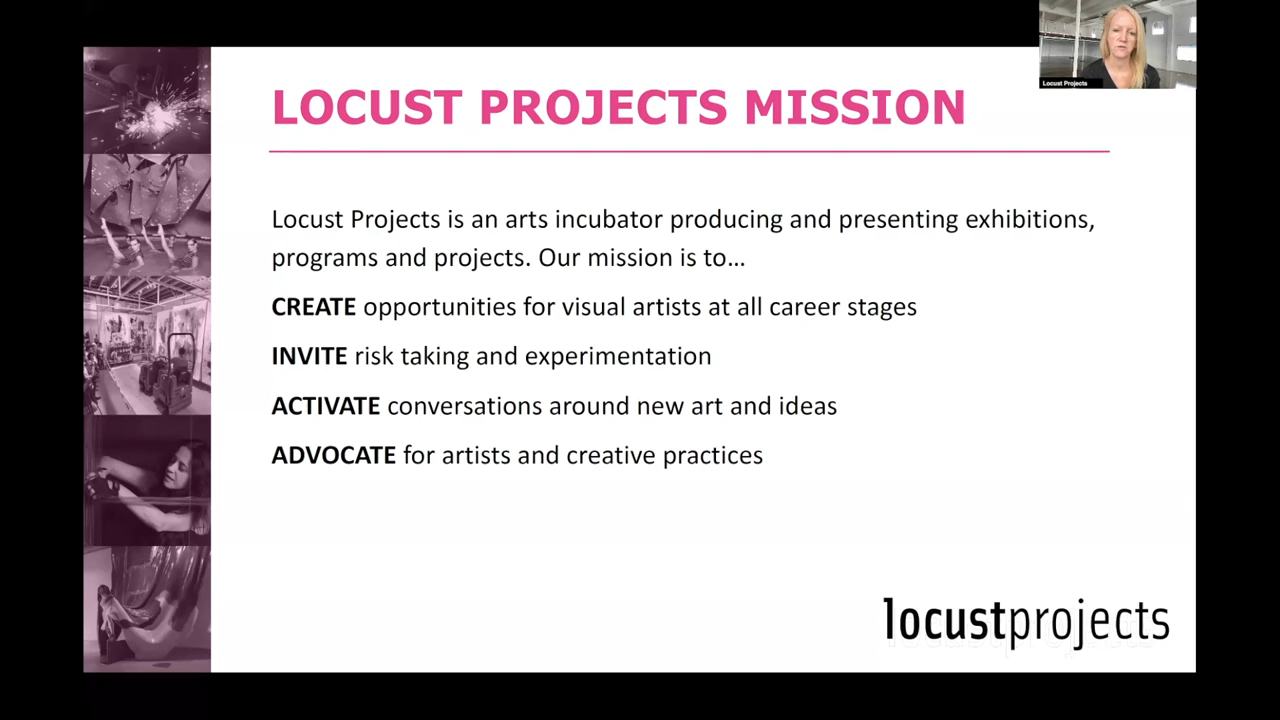 Locust Projects
LOCUST PROJECTS MISSION
Locust Projects is an arts incubator producing and presenting exhibitions,
programs and projects. Our mission is to...
CREATE opportunities for visual artists at all career stages
INVITE risk taking and experimentation
ACTIVATE conversations around new art and ideas
ADVOCATE for artists and creative practices
locustprojects